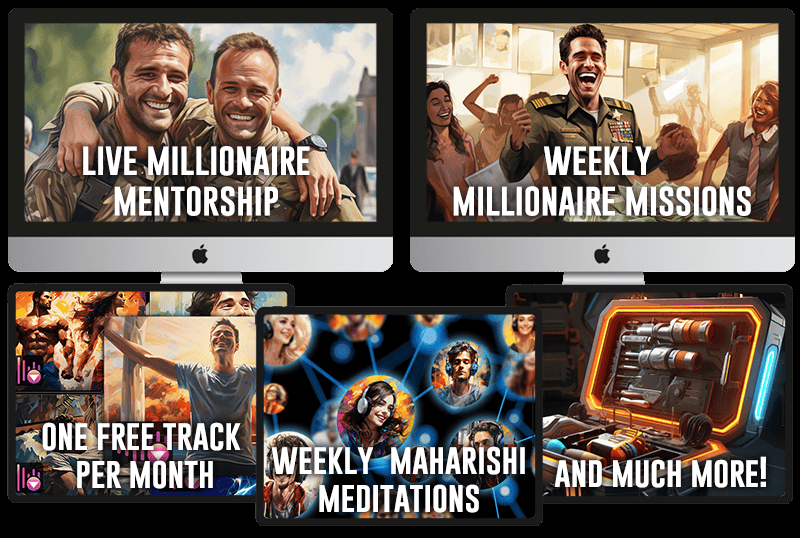 LIVE MILLIONAIRE
MENTORSHIP
WEEKLY
MILLIONAIRE MISSIONS
ONE FREE TRACK
PER MONTH
WEEKLY MAHARISHI
MEDITATIONS
AND MUCH MORE!